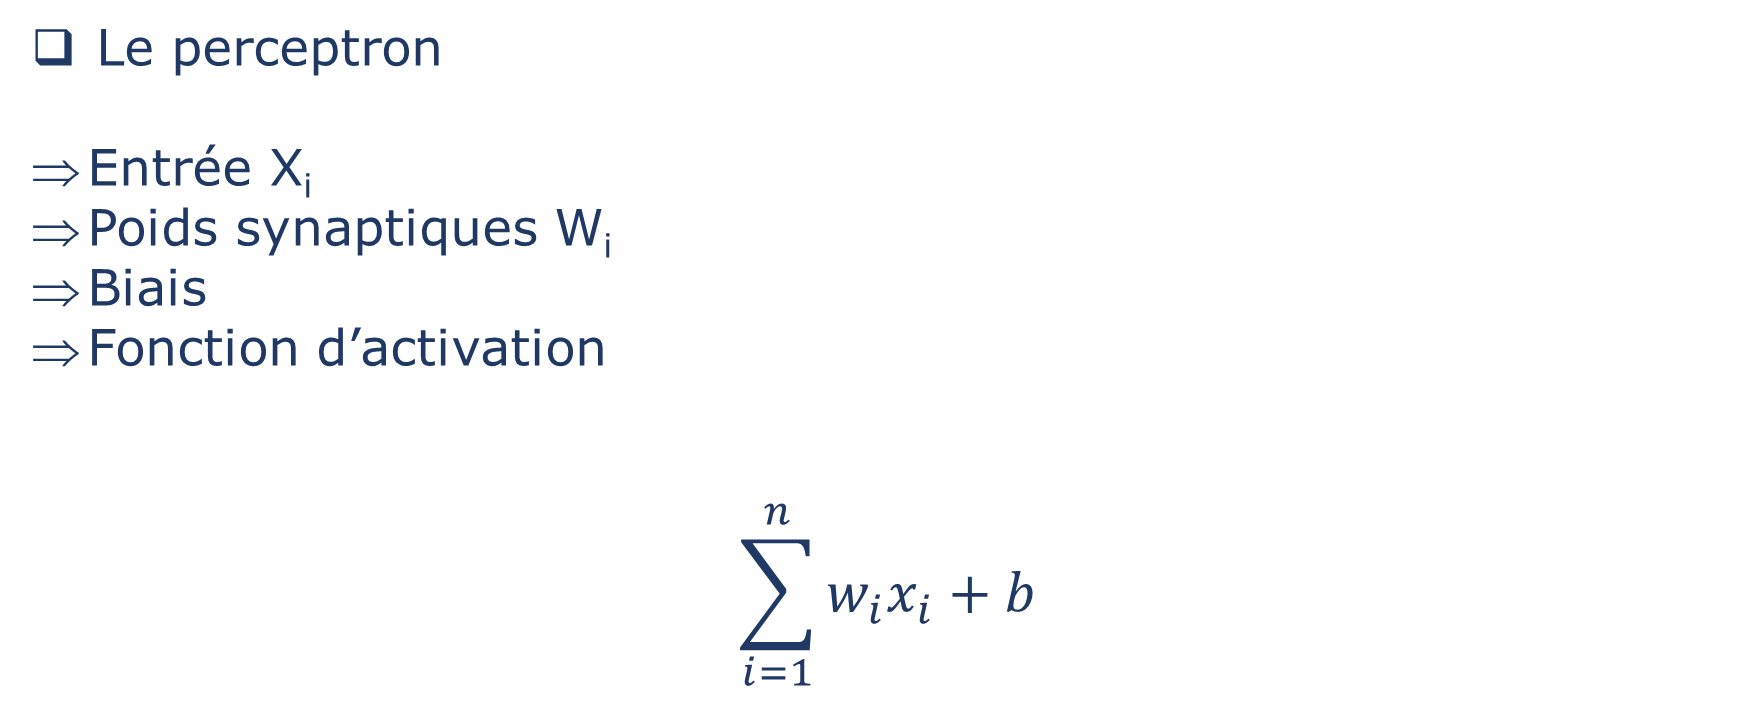 ❑ Le perceptron
⇒Entrée Xᵢ
⇒Poids synaptiques Wᵢ
⇒Biais
⇒Fonction d’activation
n
∑ wᵢxᵢ + b
i=1